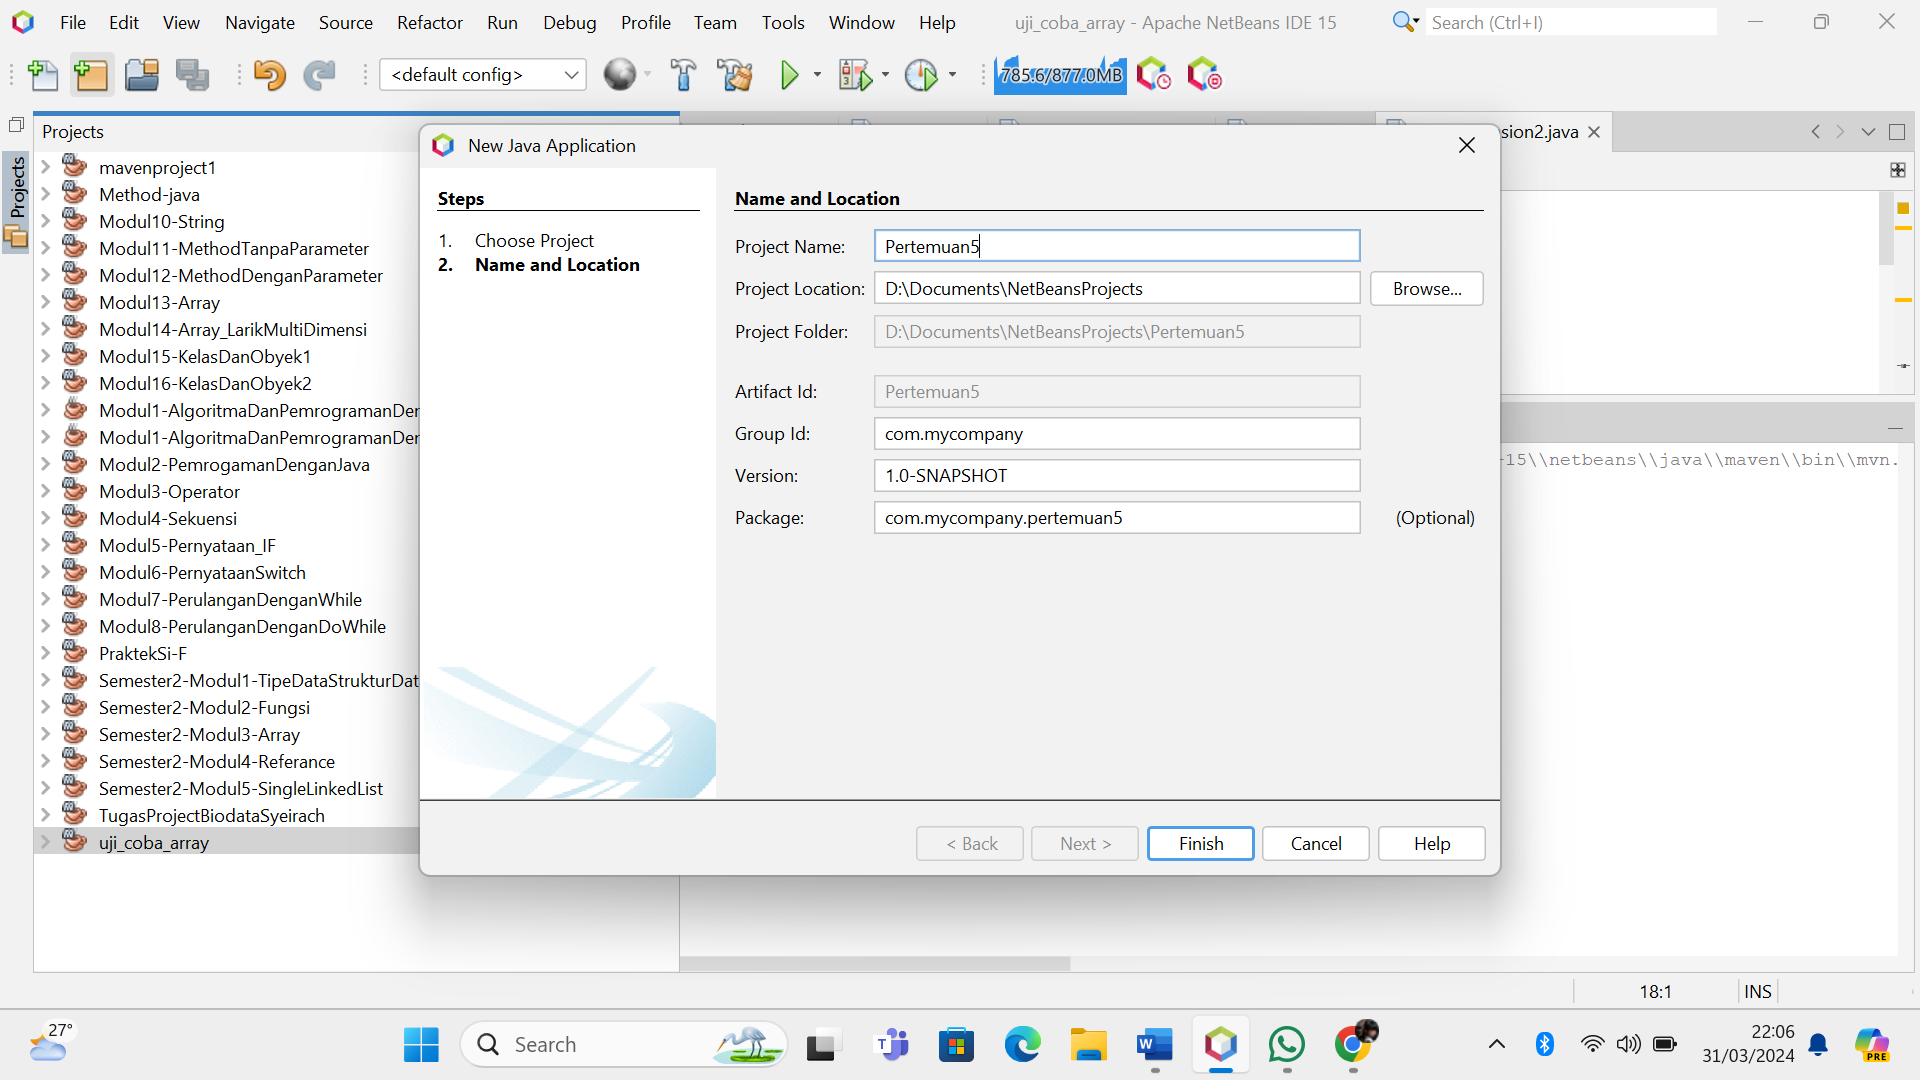 File Edit View Navigate Source Refactor Run Debug Profile Team Tools Window Help
uji_coba_array - Apache NetBeans IDE 15
Search (Ctrl+I)
<default config>
785.6/877.0MB
Projects
Projects
mavenproject1
Method-java
Modul10-String
Modul11-MethodTanpaParameter
Modul12-MethodDenganParameter
Modul13-Array
Modul14-Array_LarikMultiDimensi
Modul15-KelasDanObyek1
Modul16-KelasDanObyek2
Modul1-AlgoritmaDanPemrogramanDer
Modul1-AlgoritmaDanPemrogramanDer
Modul2-PemrogamanDenganJava
Modul3-Operator
Modul4-Sekuensi
Modul5-Pernyataan_IF
Modul6-PernyataanSwitch
Modul7-PerulanganDenganWhile
Modul8-PerulanganDenganDoWhile
PraktekSi-F
Semester2-Modul1-TipeDataStrukturDat
Semester2-Modul2-Fungsi
Semester2-Modul3-Array
Semester2-Modul4-Referance
Semester2-Modul5-SingleLinkedList
TugasProjectBiodataSyeirach
uji_coba_array
New Java Application
Steps
1. Choose Project
2. Name and Location
Name and Location
Project Name: Pertemuan5
Project Location: D:\Documents\NetBeansProjects Browse...
Project Folder: D:\Documents\NetBeansProjects\Pertemuan5
Artifact Id: Pertemuan5
Group Id: com.mycompany
Version: 1.0-SNAPSHOT
Package: com.mycompany.pertemuan5 (Optional)
< Back Next > Finish Cancel Help
sion2.java
-15\\netbeans\\java\\maven\\bin\\mvn.
18:1 INS
27°
Search
22:06
31/03/2024
PRE